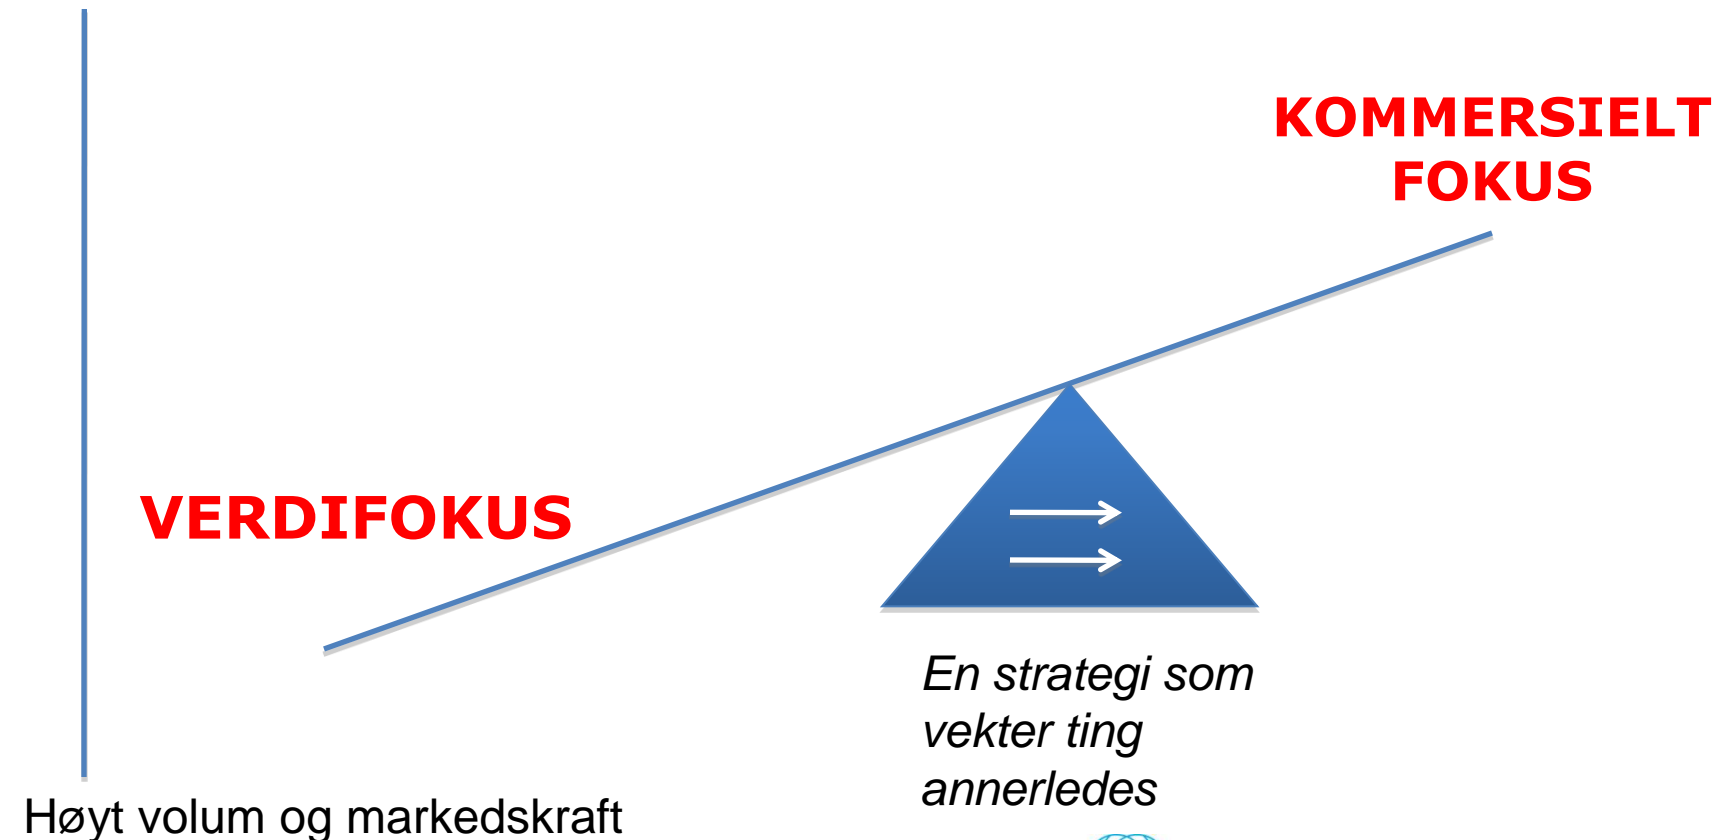 KOMMERSIELT
FOKUS
VERDIFOKUS
En strategi som
vekter ting
annerledes
Høyt volum og markedskraft